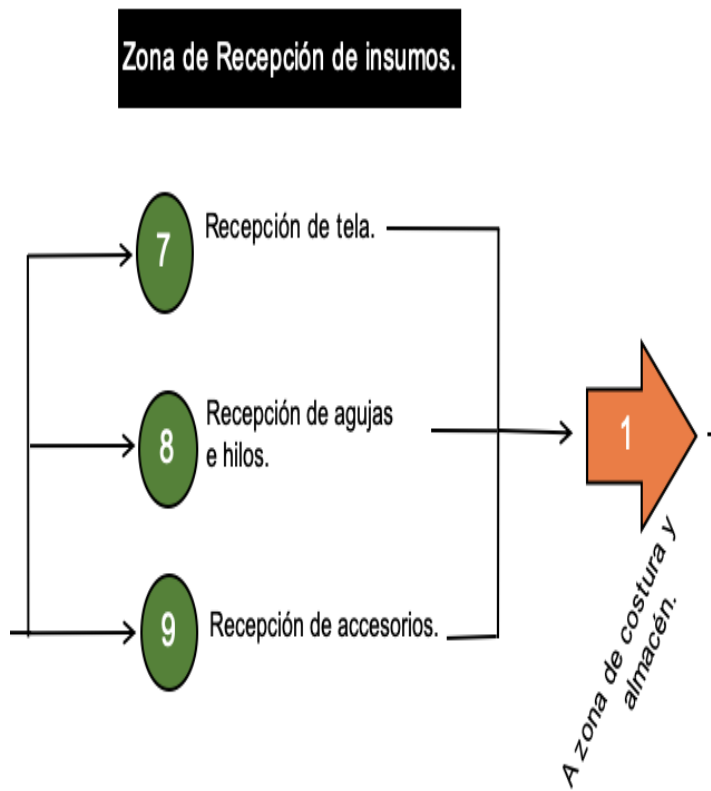 Zona de Recepción de insumos.
7
Recepción de tela.
8
Recepción de agujas
e hilos.
1
9
Recepción de accesorios.
A zona de costura y
almacén.